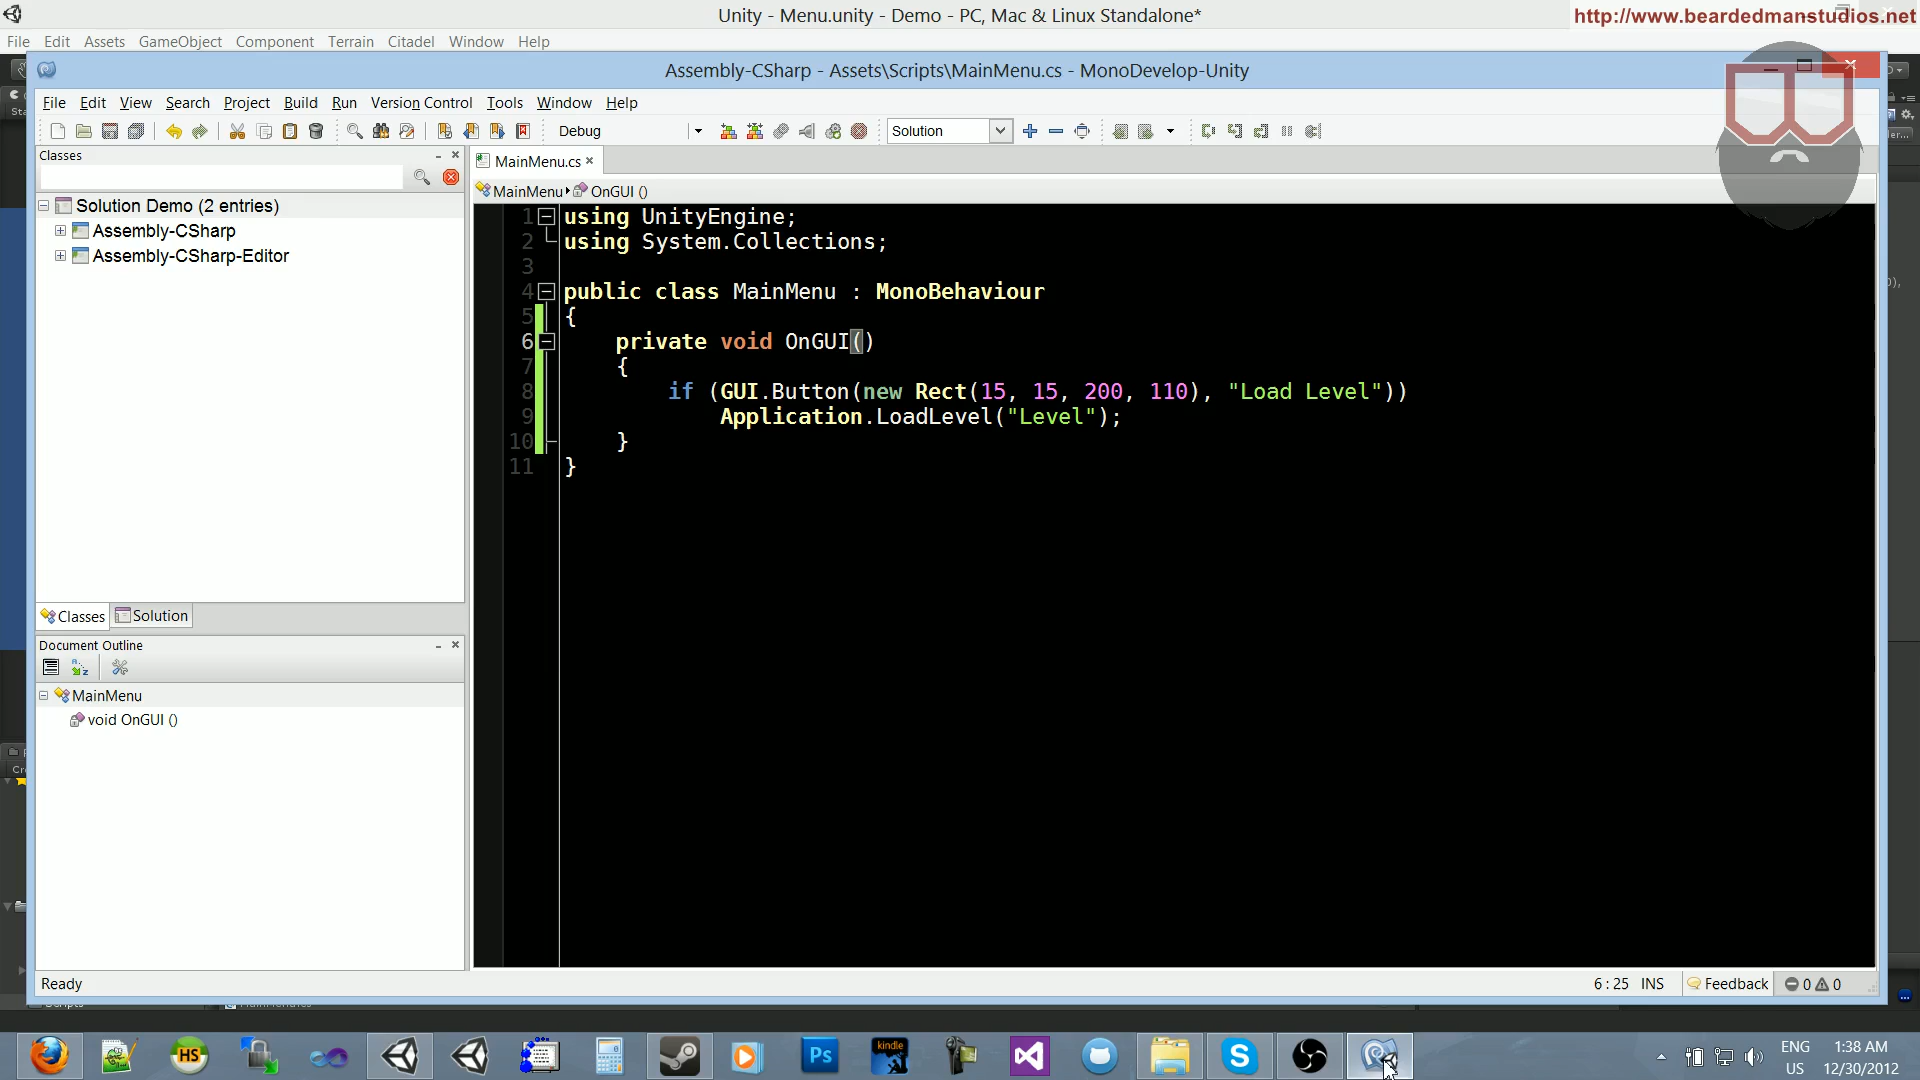 Unity - Menu.unity - Demo - PC, Mac & Linux Standalone*
http://www.beardedmanstudios.net
File Edit Assets GameObject Component Terrain Citadel Window Help
Assembly-CSharp - Assets\Scripts\MainMenu.cs - MonoDevelop-Unity
File Edit View Search Project Build Run Version Control Tools Window Help
Debug
Solution
Classes
MainMenu.cs
MainMenu OnGUI ()
Solution Demo (2 entries)
Assembly-CSharp
Assembly-CSharp-Editor
1 using UnityEngine;
2 using System.Collections;
3
4 public class MainMenu : MonoBehaviour
5 {
6 private void OnGUI()
7 {
8 if (GUI.Button(new Rect(15, 15, 200, 110), "Load Level"))
9 Application.LoadLevel("Level");
10 }
11 }
Classes Solution
Document Outline
MainMenu
void OnGUI ()
Ready
6 : 25 INS Feedback 0 0
HS
Ps
kindle
ENG
US
1:38 AM
12/30/2012